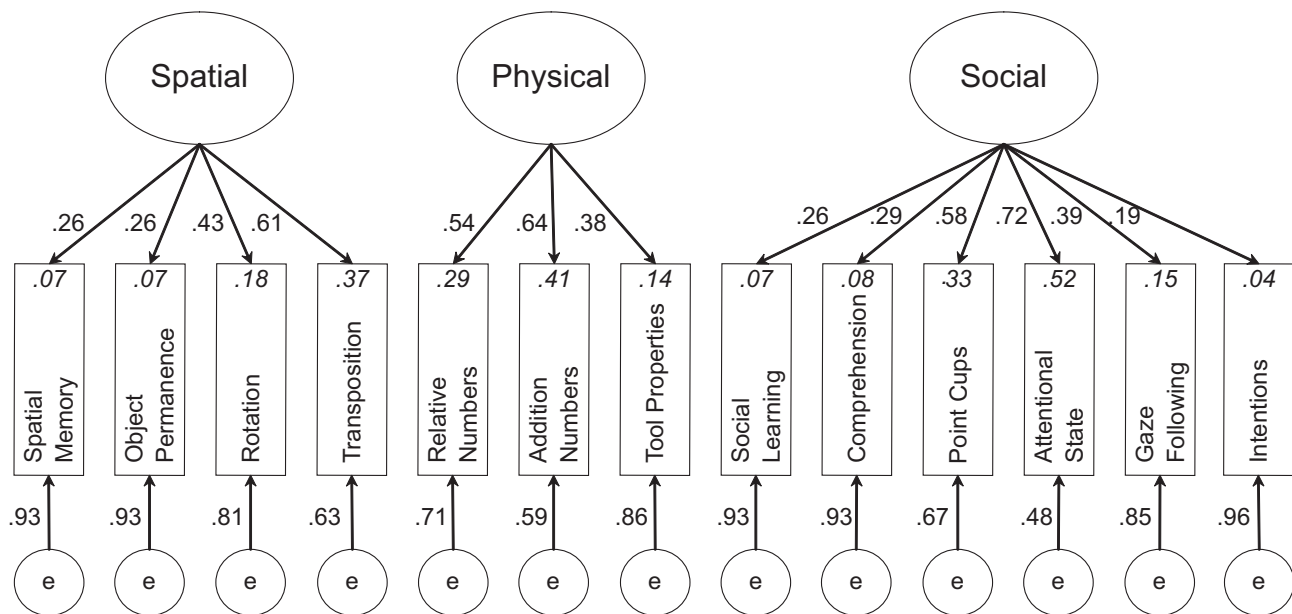 Spatial Physical Social
.26 .26 .43 .61 .54 .64 .38 .26 .29 .58 .72 .39 .19
.07 .07 .18 .37 .29 .41 .14 .07 .08 .33 .52 .15 .04
Spatial
Memory
Object
Permanence
Rotation
Transposition
Relative
Numbers
Addition
Numbers
Tool Properties
Social
Learning
Comprehension
Point Cups
Attentional
State
Gaze
Following
Intentions
.93 .93 .81 .63 .71 .59 .86 .93 .93 .67 .48 .85 .96
e e e e e e e e e e e e e